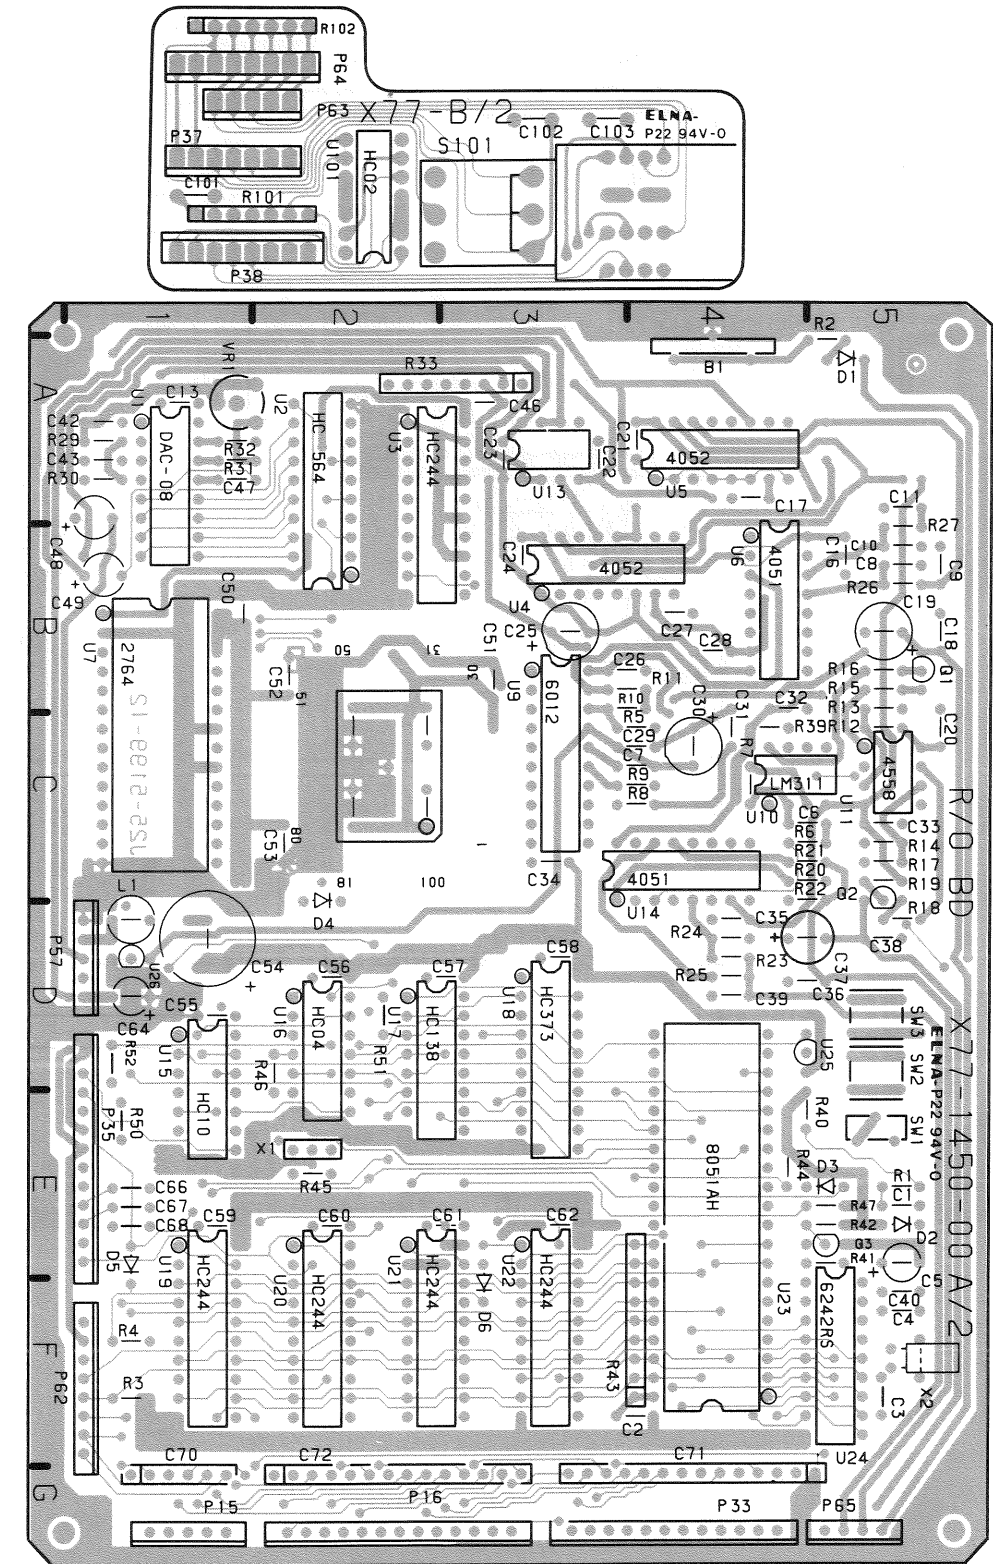 R102
P64
P63
X77-B/2
ELNA-
P22 94V-0
C102
C103
P37
U101
HC02
S101
C101
R101
P38
1 2 3 4 5
R2
B1
D1
A
VR1
R33
U1
C13
U2
C46
C42
R29
C43
R30
DAC-08
R32
R31
C47
HC 564
U3
HC244
C23
C22
C21
4052
U13
U5
C17
C11
R27
C48
C49
C50
C24
4052
U4
U6
4051
C16
C10
C8
R26
C9
C19
B
U7
2764
C25
C51
C27
C28
C18
50
31
30
51
C52
U9
6012
C26
R11
R10
R5
C29
C7
R9
R8
C30
C31
R7
C32
R39
R16
R15
R13
R12
Q1
C20
C
JSL-8181-12
LM311
U10
U11
4558
C6
R6
R21
R20
R22
C33
R14
R17
R19
R18
R/O BD
80
C53
1
18
100
C34
4051
U14
Q2
L1
D4
P57
U26
C54
R24
C35
R23
R25
C38
C37
C36
C39
D
C55
C56
C57
C58
C64
R52
U15
U16
HC04
U17
HC138
U18
HC373
R46
R51
U25
SW3
SW2
SW1
ELNA-P22 94V-0
X77-1450-00 A/2
P35
R50
HC10
X1
R45
8051AH
R40
R44
D3
R1
C1
R47
R42
D2
Q3
R41
C5
E
C66
C67
C68
C59
C60
C61
C62
D5
U19
HC244
U20
HC244
U21
HC244
U22
HC244
D6
U23
6242RS
C40
C4
R4
F
P62
R3
R43
C2
X2
C3
U24
C70
C72
C71
G
P15
P16
P33
P65